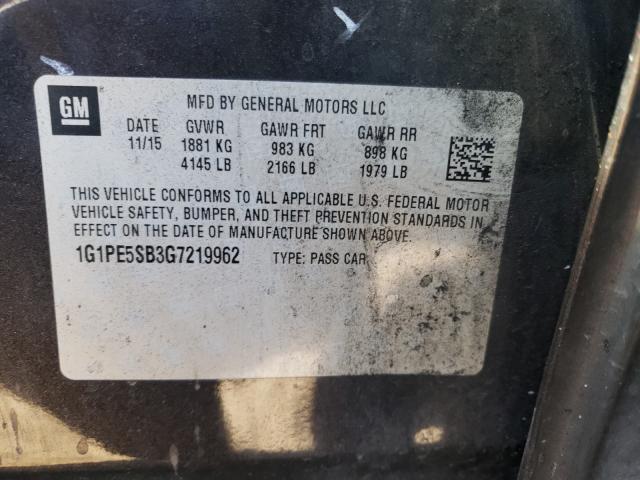 GM
MFD BY GENERAL MOTORS LLC
DATE GVWR GAWR FRT GAWR RR
11/15 1881 KG 983 KG 898 KG
4145 LB 2166 LB 1979 LB
THIS VEHICLE CONFORMS TO ALL APPLICABLE U.S. FEDERAL MOTOR
VEHICLE SAFETY, BUMPER, AND THEFT PREVENTION STANDARDS IN
EFFECT ON THE DATE OF MANUFACTURE SHOWN ABOVE.
1G1PE5SB3G7219962 TYPE: PASS CAR